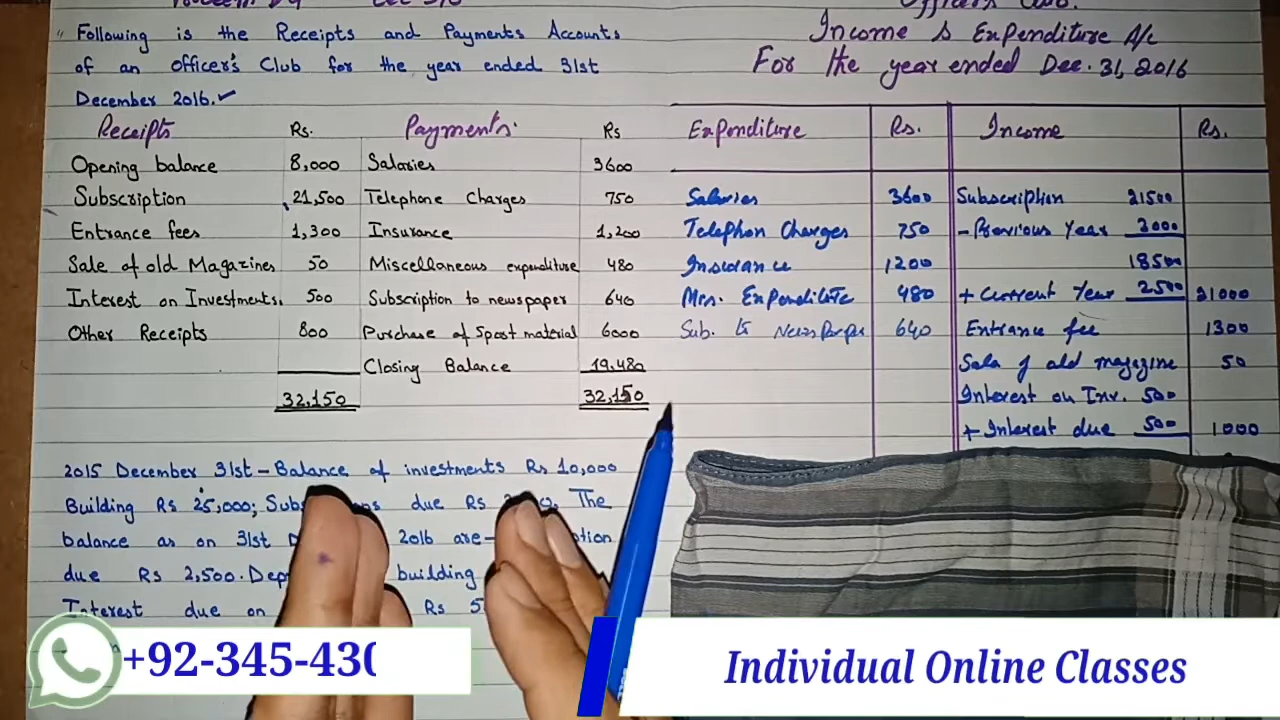 Following is the Receipts and Payments Accounts
of an officer's Club for the year ended 31st
December 2016.
Receipts Rs. Payments. Rs
Opening balance 8,000 Salaries 3600
Subscription 21,500 Telephone Charges 750
Entrance fees 1,300 Insurance 1,200
Sale of old Magazines 50 Miscellaneous expenditure 480
Interest on Investments. 500 Subscription to newspaper 640
Other Receipts 800 Purchase of Spost material 6000
Closing Balance 19,480
32,150 32,150
2015 December 31st - Balance of investments Rs 10,000
Building Rs 25,000; due Rs The
balance as on 31st 2016 are-
due Rs 2,500. building
Interest due on Rs
Officers Club.
Income & Expenditure A/c
For the year ended Dec. 31, 2016
Expenditure Rs. Income Rs.
Salaries 3600 Subscription 21500
Telephon Charges 750 - Previous Year 3000
Insurance 1200 18500
Mis. Expenditure 480 + Current Year 2500 21000
Sub. to News Paper 640 Entrance fee 1300
Sale of old magazine 50
Interest on Inv. 500
+ Interest due 500 1000
+92-345-430
Individual Online Classes